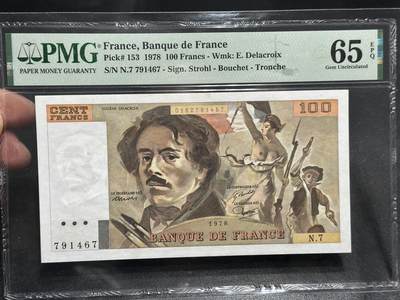 PMG
PAPER MONEY GUARANTY
France, Banque de France
Pick# 153 1978 100 Francs - Wmk: E. Delacroix
S/N N.7 791467 - Sign. Strohl - Bouchet - Tronche
65 EPQ
Gem Uncirculated
CENT
FRANCS
EUGÈNE DELACROIX
0162791467
100
1978
BANQUE DE FRANCE
791467
N.7